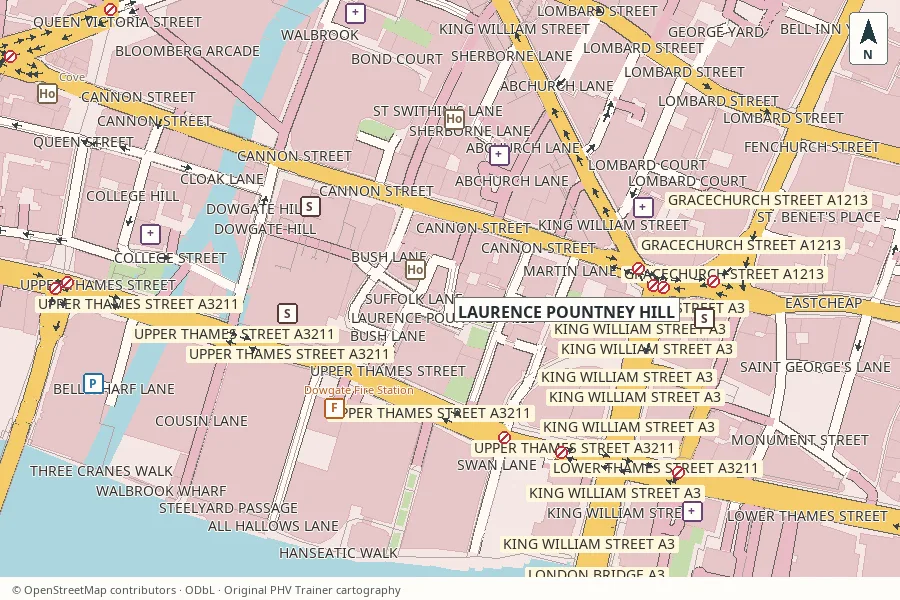 LOMBARD STREET
QUEEN VICTORIA STREET
KING WILLIAM STREET
GEORGE YARD
BELL INN Y
WALBROOK
BLOOMBERG ARCADE
LOMBARD STREET
BOND COURT
SHERBORNE LANE
N
LOMBARD STREET
Cove
ABCHURCH LANE
Ho
CANNON STREET
LOMBARD STREET
ST SWITHIN'S LANE
Ho
LOMBARD STREET
CANNON STREET
SHERBORNE LANE
QUEEN STREET
ABCHURCH LANE
FENCHURCH STREET
CANNON STREET
LOMBARD COURT
CLOAK LANE
ABCHURCH LANE
LOMBARD COURT
CANNON STREET
COLLEGE HILL
GRACECHURCH STREET A1213
DOWGATE HILL
S
ST. BENET'S PLACE
DOWGATE HILL
CANNON STREET
KING WILLIAM STREET
GRACECHURCH STREET A1213
CANNON STREET
COLLEGE STREET
BUSH LANE
Ho
MARTIN LANE
GRACECHURCH STREET A1213
UPPER THAMES STREET
SUFFOLK LANE
UPPER THAMES STREET A3211
EASTCHEAP
LAURENCE POUNTNEY HILL
S
LAURENCE POU
S
UPPER THAMES STREET A3211
BUSH LANE
KING WILLIAM STREET A3
UPPER THAMES STREET A3211
KING WILLIAM STREET A3
UPPER THAMES STREET
SAINT GEORGE'S LANE
KING WILLIAM STREET A3
P
BELL WHARF LANE
Dowgate Fire Station
KING WILLIAM STREET A3
F
UPPER THAMES STREET A3211
COUSIN LANE
KING WILLIAM STREET A3
MONUMENT STREET
UPPER THAMES STREET A3211
SWAN LANE
LOWER THAMES STREET A3211
THREE CRANES WALK
WALBROOK WHARF
KING WILLIAM STREET A3
STEELYARD PASSAGE
KING WILLIAM STREE
LOWER THAMES STREET
ALL HALLOWS LANE
KING WILLIAM STREET A3
HANSEATIC WALK
LONDON BRIDGE A3
© OpenStreetMap contributors · ODbL · Original PHV Trainer cartography